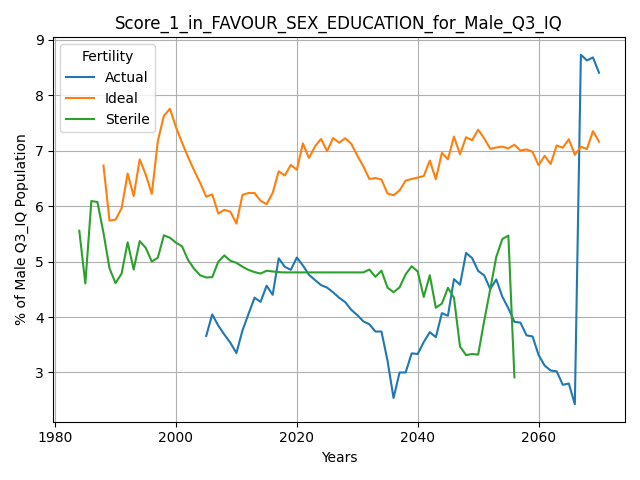 Score_1_in_FAVOUR_SEX_EDUCATION_for_Male_Q3_IQ
Fertility
Actual
Ideal
Sterile
% of Male Q3_IQ Population
9
8
7
6
5
4
3
1980
2000
2020
2040
2060
Years